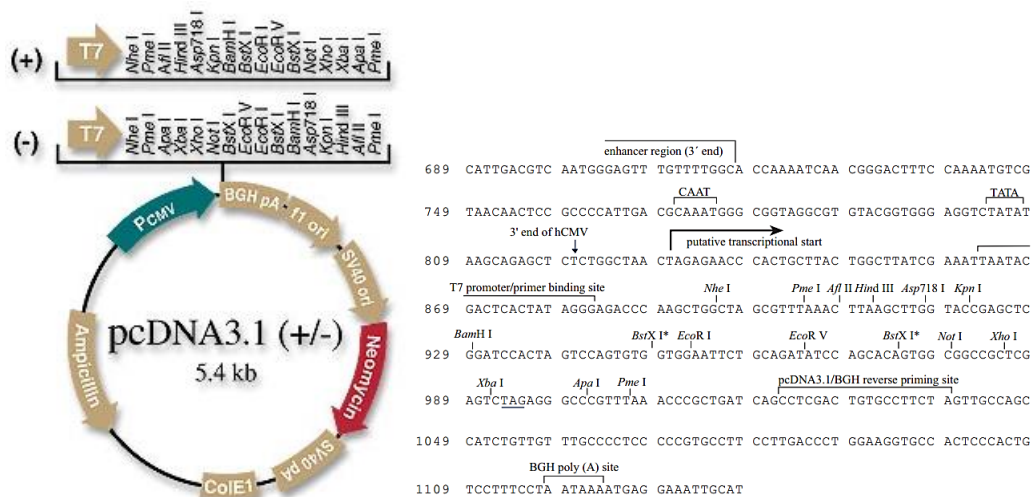 (+)
T7
Nhe I
Pme I
Afl II
Hind III
Asp718 I
Kpn I
BamH I
BstX I
EcoR I
EcoR V
BstX I
Not I
Xho I
Xba I
Apa I
Pme I
(-)
T7
Nhe I
Pme I
Apa I
Xba I
Xho I
Not I
BstX I
EcoR V
EcoR I
BstX I
BamH I
Asp718 I
Kpn I
Hind III
Afl II
Pme I
PCMV
BGH pA
f1 ori
SV40 ori
Neomycin
SV40 pA
ColE1
Ampicillin
pcDNA3.1 (+/-)
5.4 kb
enhancer region (3´ end)
689 CATTGACGTC AATGGGAGTT TGTTTTGGCA CCAAAATCAA CGGGACTTTC CAAAATGTCG
CAAT TATA
749 TAACAACTCC GCCCCATTGA CGCAAATGGG CGGTAGGCGT GTACGGTGGG AGGTCTATAT
3' end of hCMV putative transcriptional start
809 AAGCAGAGCT CTCTGGCTAACTAGAGAACC CACTGCTTAC TGGCTTATCG AAATTAATAC
T7 promoter/primer binding site Nhe I Pme I Afl II Hind III Asp718 I Kpn I
869 GACTCACTAT AGGGAGACCC AAGCTGGCTA GCGTTTAAAC TTAAGCTTGG TACCGAGCTC
BamH I BstX I* EcoR I EcoR V BstX I* Not I Xho I
929 GGATCCACTA GTCCAGTGTG GTGGAATTCT GCAGATATCC AGCACAGTGG CGGCCGCTCG
Xba I Apa I Pme I pcDNA3.1/BGH reverse priming site
989 AGTCTAGAGG GCCCGTTTAA ACCCGCTGAT CAGCCTCGAC TGTGCCTTCT AGTTGCCAGC
1049 CATCTGTTGT TTGCCCCTCC CCCGTGCCTT CCTTGACCCT GGAAGGTGCC ACTCCCACTG
BGH poly (A) site
1109 TCCTTTCCTA ATAAAATGAG GAAATTGCAT